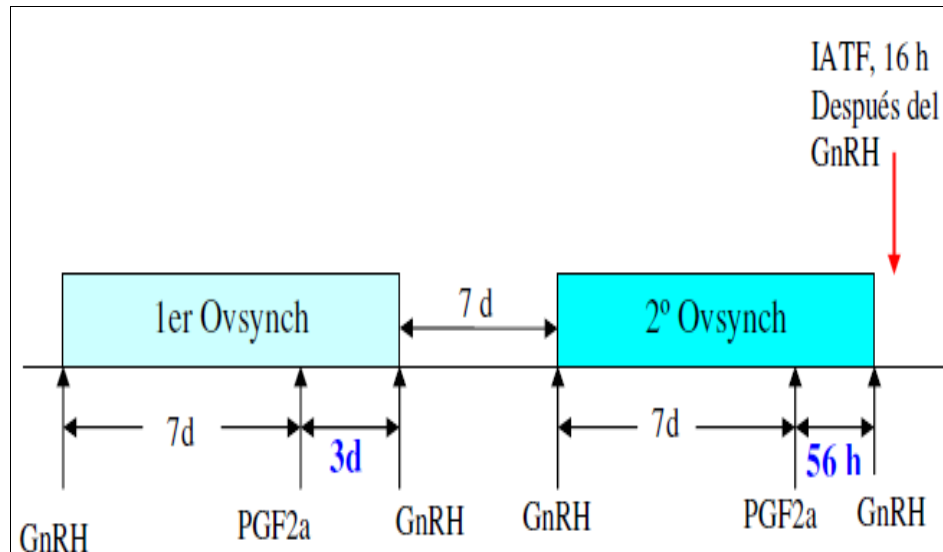 IATF, 16 h
Después del
GnRH
1er Ovsynch
7 d
2º Ovsynch
7d
3d
7d
56 h
GnRH
PGF2a
GnRH
GnRH
PGF2a
GnRH